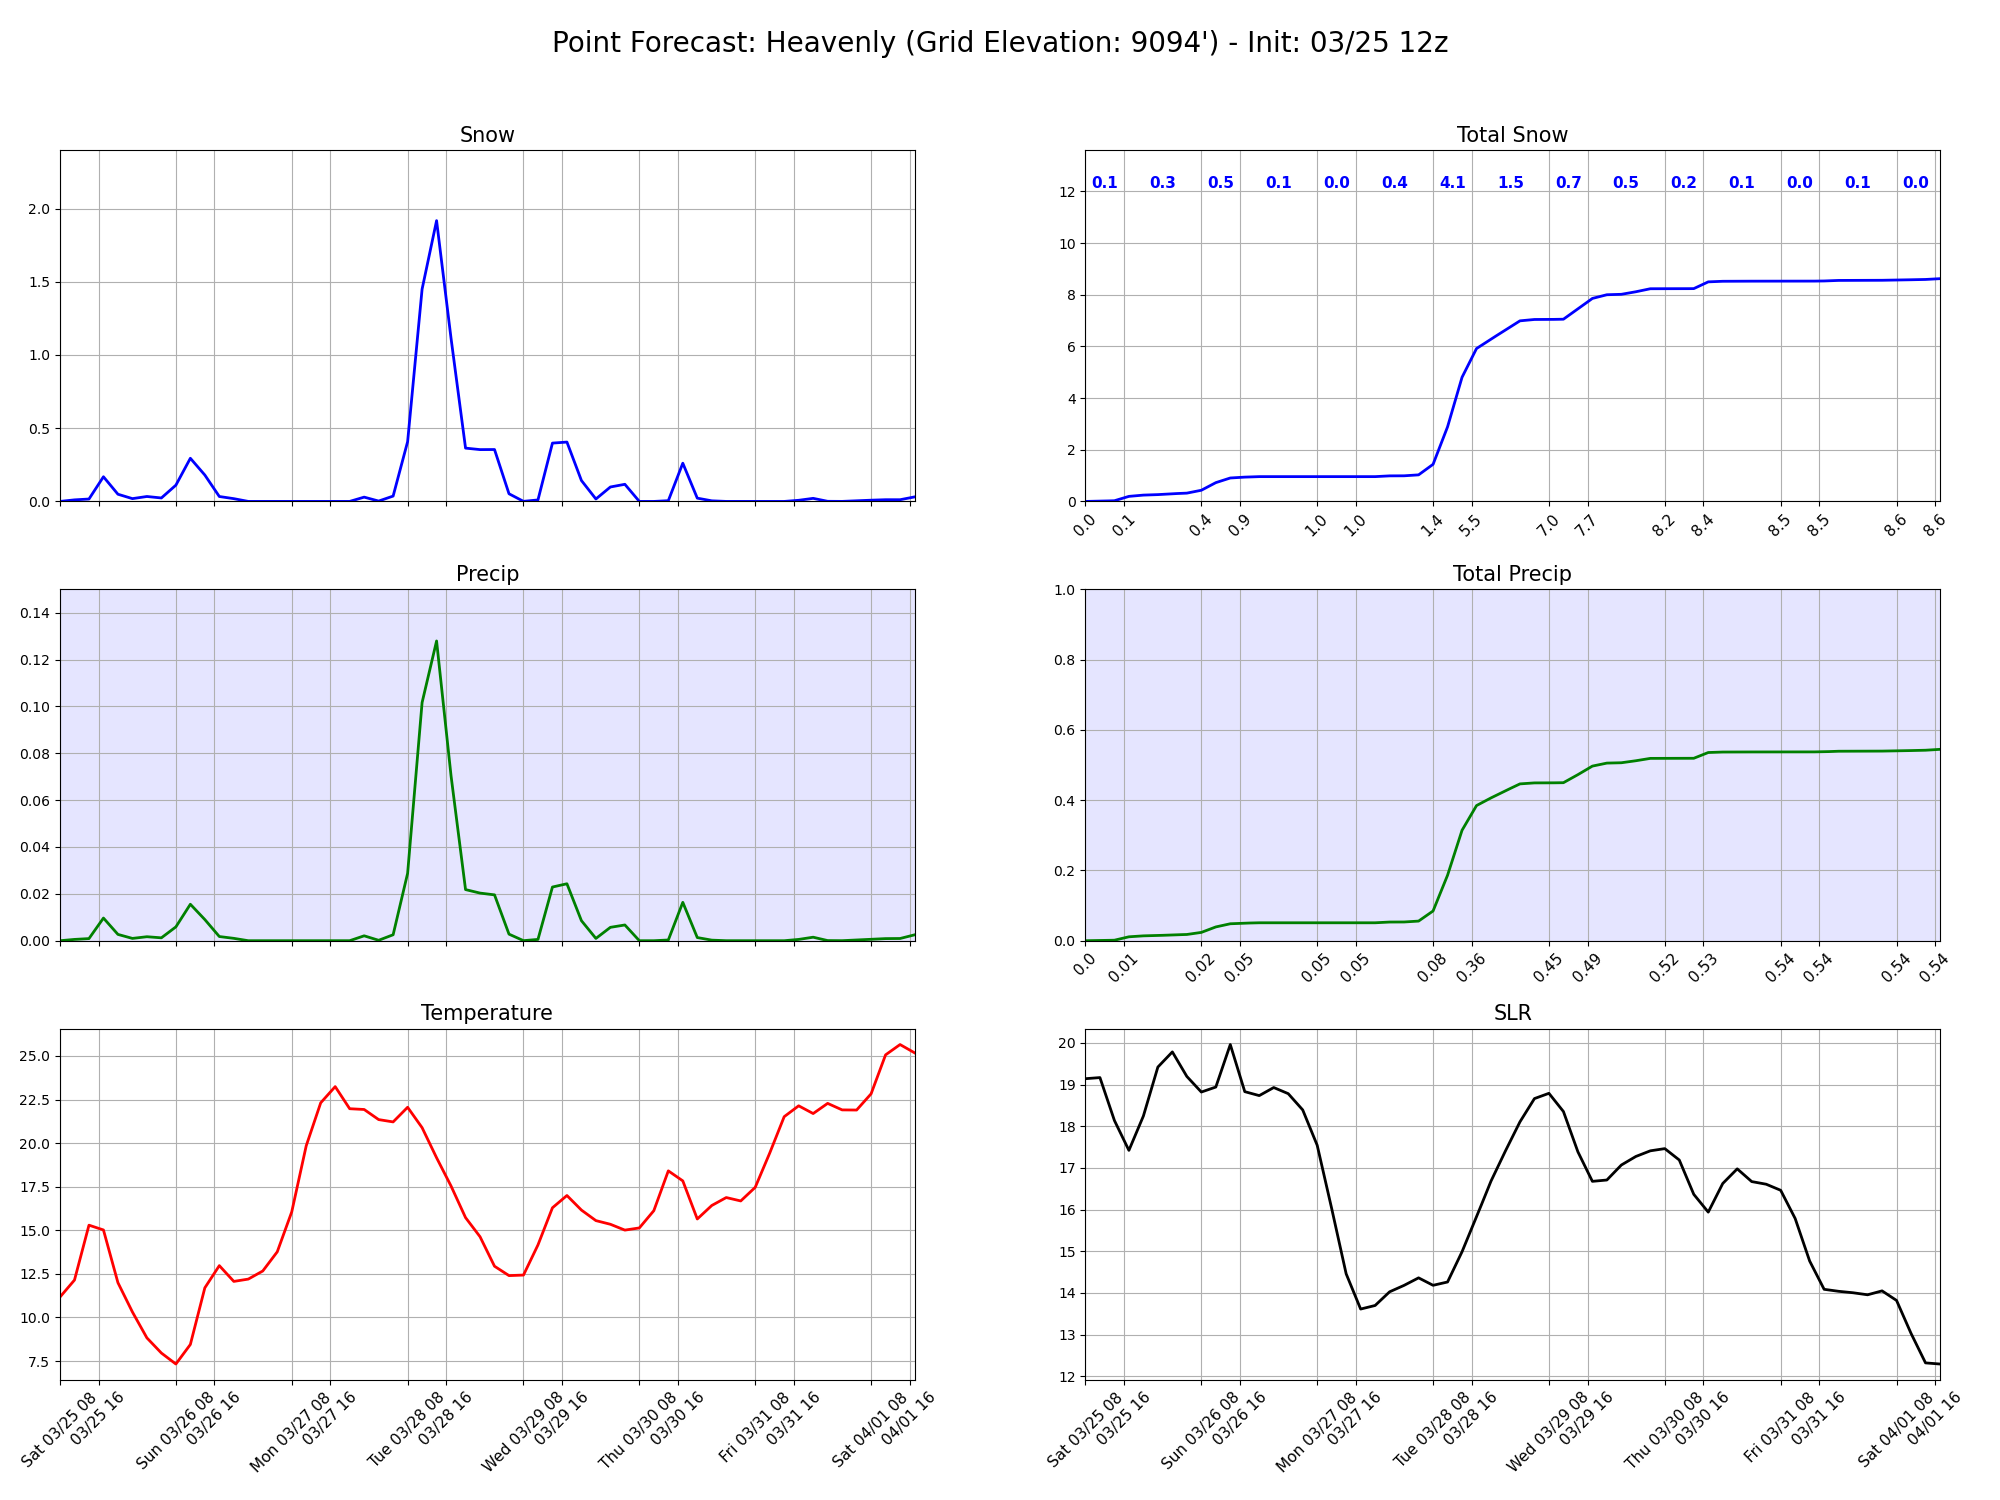 Point Forecast: Heavenly (Grid Elevation: 9094') - Init: 03/25 12z
Snow
2.0
1.5
1.0
0.5
0.0
Total Snow
0.1 0.3 0.5 0.1 0.0 0.4 4.1 1.5 0.7 0.5 0.2 0.1 0.0 0.1 0.0
12
10
8
6
4
2
0
0.0 0.1 0.4 0.9 1.0 1.0 1.4 5.5 7.0 7.7 8.2 8.4 8.5 8.5 8.6 8.6
Precip
0.14
0.12
0.10
0.08
0.06
0.04
0.02
0.00
Total Precip
1.0
0.8
0.6
0.4
0.2
0.0
0.0 0.01 0.02 0.05 0.05 0.05 0.08 0.36 0.45 0.49 0.52 0.53 0.54 0.54 0.54 0.54
Temperature
25.0
22.5
20.0
17.5
15.0
12.5
10.0
7.5
Sat 03/25 08
03/25 16
Sun 03/26 08
03/26 16
Mon 03/27 08
03/27 16
Tue 03/28 08
03/28 16
Wed 03/29 08
03/29 16
Thu 03/30 08
03/30 16
Fri 03/31 08
03/31 16
Sat 04/01 08
04/01 16
SLR
20
19
18
17
16
15
14
13
12
Sat 03/25 08
03/25 16
Sun 03/26 08
03/26 16
Mon 03/27 08
03/27 16
Tue 03/28 08
03/28 16
Wed 03/29 08
03/29 16
Thu 03/30 08
03/30 16
Fri 03/31 08
03/31 16
Sat 04/01 08
04/01 16